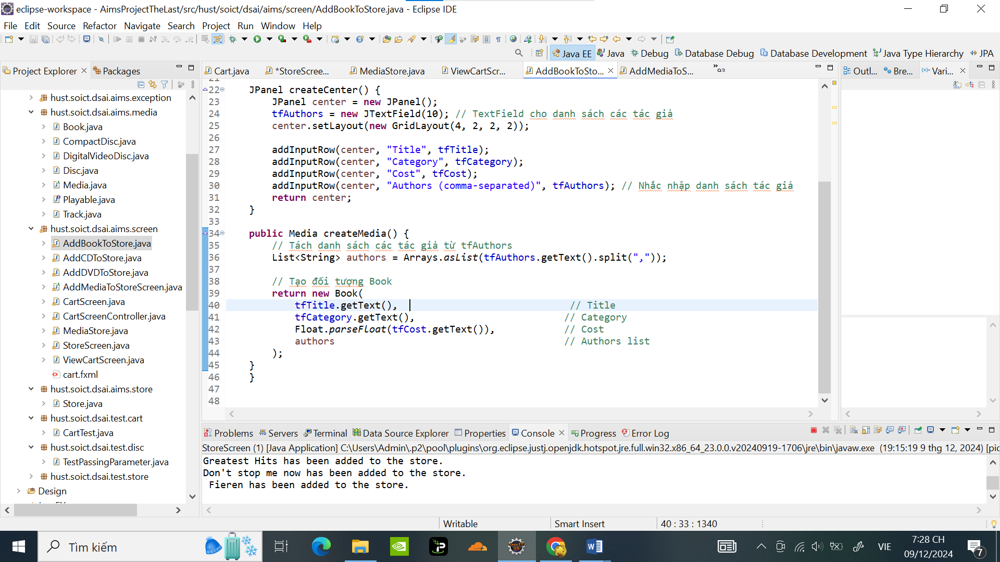 eclipse-workspace - AimsProjectTheLast/src/hust/soict/dsai/aims/screen/AddBookToStore.java - Eclipse IDE
File Edit Source Refactor Navigate Search Project Run Window Help
Java EE Java Debug Database Debug Database Development Java Type Hierarchy JPA
Project Explorer Packages
hust.soict.dsai.aims.exception
hust.soict.dsai.aims.media
Book.java
CompactDisc.java
DigitalVideoDisc.java
Disc.java
Media.java
Playable.java
Track.java
hust.soict.dsai.aims.screen
AddBookToStore.java
AddCDToStore.java
AddDVDToStore.java
AddMediaToStoreScreen.java
CartScreen.java
CartScreenController.java
MediaStore.java
StoreScreen.java
ViewCartScreen.java
cart.fxml
hust.soict.dsai.aims.store
Store.java
hust.soict.dsai.test.cart
CartTest.java
hust.soict.dsai.test.disc
TestPassingParameter.java
hust.soict.dsai.test.store
Design
Cart.java *StoreScree... MediaStore.java ViewCartScr... AddBookToSto... AddMediaToS...
21
22 JPanel createCenter() {
23 JPanel center = new JPanel();
24 tfAuthors = new JTextField(10); // TextField cho danh sách các tác giả
25 center.setLayout(new GridLayout(4, 2, 2, 2));
26
27 addInputRow(center, "Title", tfTitle);
28 addInputRow(center, "Category", tfCategory);
29 addInputRow(center, "Cost", tfCost);
30 addInputRow(center, "Authors (comma-separated)", tfAuthors); // Nhắc nhập danh sách tác giả
31 return center;
32 }
33
34 public Media createMedia() {
35 // Tách danh sách các tác giả từ tfAuthors
36 List<String> authors = Arrays.asList(tfAuthors.getText().split(","));
37
38 // Tạo đối tượng Book
39 return new Book(
40 tfTitle.getText(), // Title
41 tfCategory.getText(), // Category
42 Float.parseFloat(tfCost.getText()), // Cost
43 authors // Authors list
44 );
45 }
46 }
47
48
Outl... Bre... (x)= Vari...
Problems Servers Terminal Data Source Explorer Properties Console Progress Error Log
StoreScreen (1) [Java Application] C:\Users\Admin\.p2\pool\plugins\org.eclipse.justj.openjdk.hotspot.jre.full.win32.x86_64_23.0.0.v20240919-1706\jre\bin\javaw.exe (19:15:19 9 thg 12, 2024) [pic
Greatest Hits has been added to the store.
Don't stop me now has been added to the store.
Fieren has been added to the store.
Writable Smart Insert 40 : 33 : 1340
Tìm kiếm
VIE
7:28 CH
09/12/2024
7